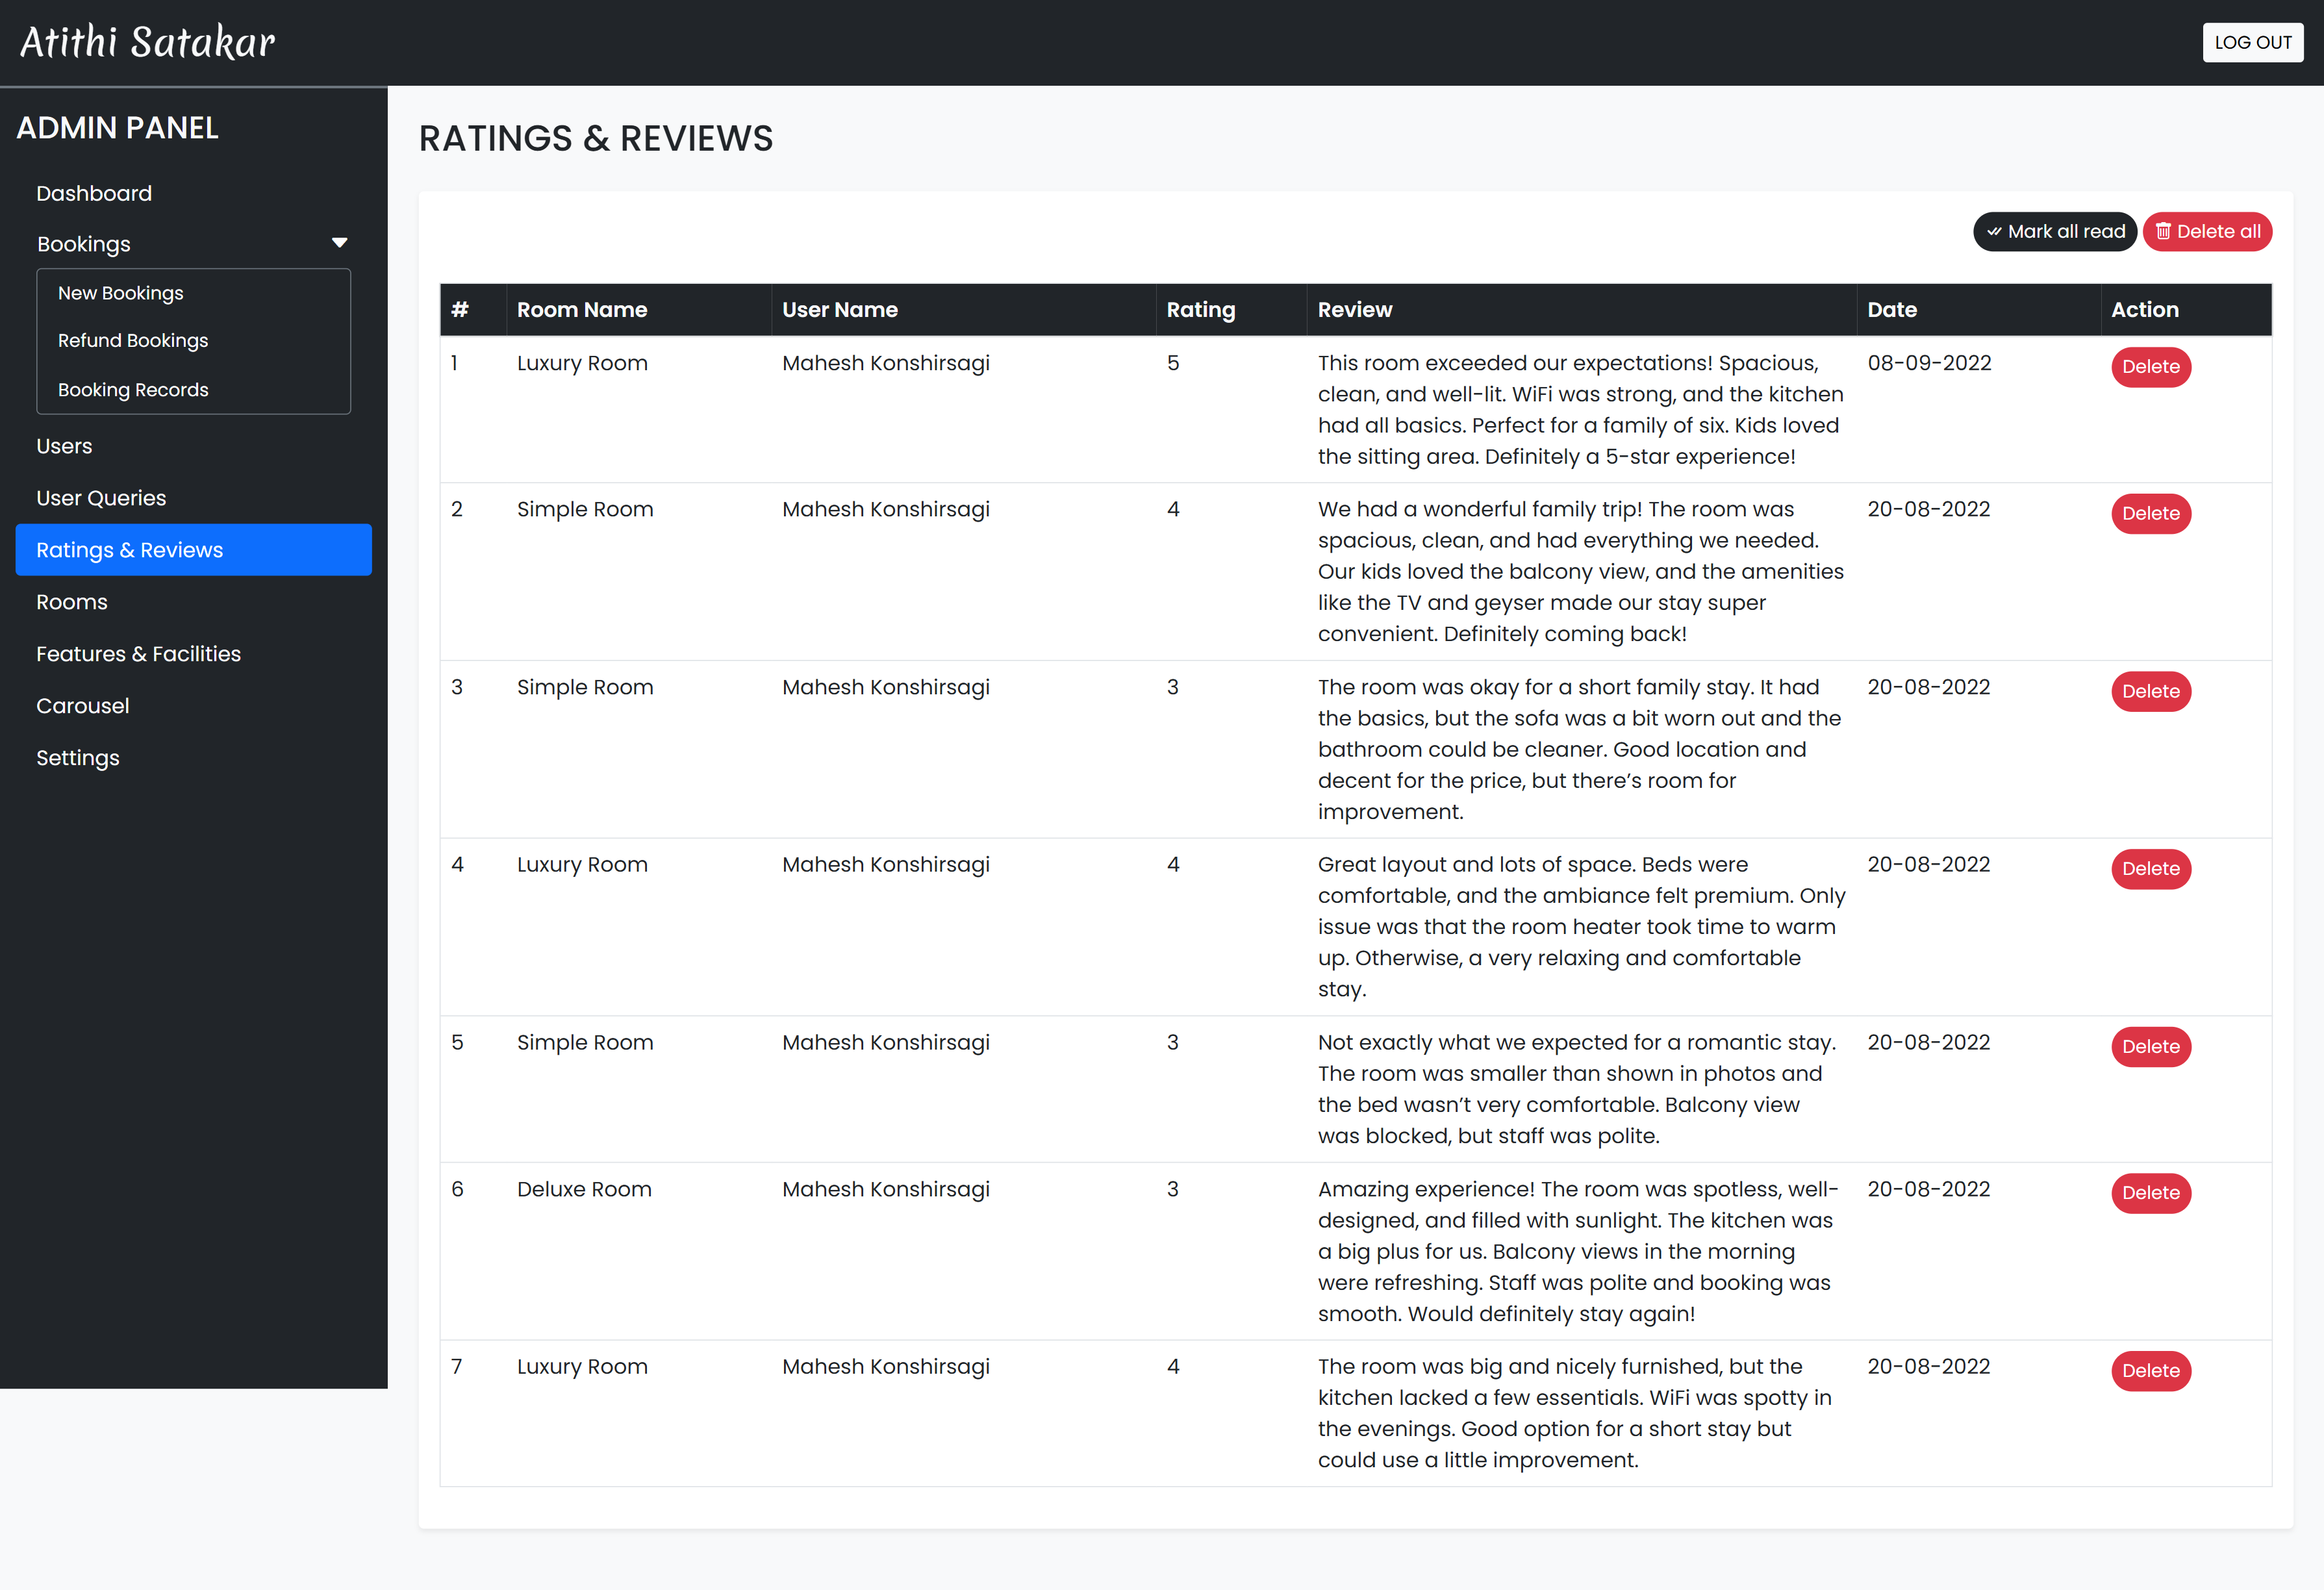 Atithi Satakar
LOG OUT
ADMIN PANEL
Dashboard
Bookings
New Bookings
Refund Bookings
Booking Records
Users
User Queries
Ratings & Reviews
Rooms
Features & Facilities
Carousel
Settings
RATINGS & REVIEWS
Mark all read Delete all
# Room Name User Name Rating Review Date Action
1 Luxury Room Mahesh Konshirsagi 5 This room exceeded our expectations! Spacious, 08-09-2022 Delete
clean, and well-lit. WiFi was strong, and the kitchen
had all basics. Perfect for a family of six. Kids loved
the sitting area. Definitely a 5-star experience!
2 Simple Room Mahesh Konshirsagi 4 We had a wonderful family trip! The room was 20-08-2022 Delete
spacious, clean, and had everything we needed.
Our kids loved the balcony view, and the amenities
like the TV and geyser made our stay super
convenient. Definitely coming back!
3 Simple Room Mahesh Konshirsagi 3 The room was okay for a short family stay. It had 20-08-2022 Delete
the basics, but the sofa was a bit worn out and the
bathroom could be cleaner. Good location and
decent for the price, but there’s room for
improvement.
4 Luxury Room Mahesh Konshirsagi 4 Great layout and lots of space. Beds were 20-08-2022 Delete
comfortable, and the ambiance felt premium. Only
issue was that the room heater took time to warm
up. Otherwise, a very relaxing and comfortable
stay.
5 Simple Room Mahesh Konshirsagi 3 Not exactly what we expected for a romantic stay. 20-08-2022 Delete
The room was smaller than shown in photos and
the bed wasn’t very comfortable. Balcony view
was blocked, but staff was polite.
6 Deluxe Room Mahesh Konshirsagi 3 Amazing experience! The room was spotless, well- 20-08-2022 Delete
designed, and filled with sunlight. The kitchen was
a big plus for us. Balcony views in the morning
were refreshing. Staff was polite and booking was
smooth. Would definitely stay again!
7 Luxury Room Mahesh Konshirsagi 4 The room was big and nicely furnished, but the 20-08-2022 Delete
kitchen lacked a few essentials. WiFi was spotty in
the evenings. Good option for a short stay but
could use a little improvement.